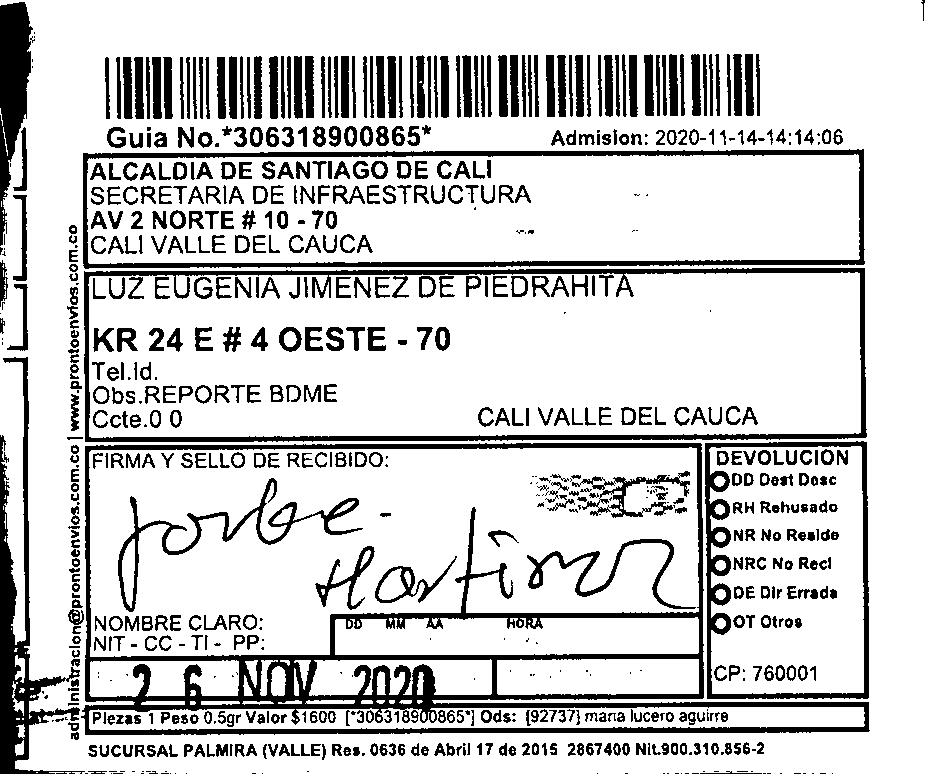 Guia No.*306318900865*
Admision: 2020-11-14-14:14:06
ALCALDIA DE SANTIAGO DE CALI
SECRETARIA DE INFRAESTRUCTURA
AV 2 NORTE # 10 - 70
CALI VALLE DEL CAUCA
LUZ EUGENIA JIMENEZ DE PIEDRAHITA
KR 24 E # 4 OESTE - 70
Tel.Id.
Obs.REPORTE BDME
Ccte.0 0
CALI VALLE DEL CAUCA
administracion@prontoenvios.com.co | www.prontoenvios.com.co
FIRMA Y SELLO DE RECIBIDO:
Jorge
Martinez
NOMBRE CLARO:
NIT - CC - TI - PP:
DD MM AA HORA
26 NOV 2020
DEVOLUCION
DD Dest Desc
RH Rehusado
NR No Reside
NRC No Recl
DE Dir Errada
OT Otros
CP: 760001
Piezas 1 Peso 0.5gr Valor $1600 [*306318900865*] Ods: [92737] maria lucero aguirre
SUCURSAL PALMIRA (VALLE) Res. 0636 de Abril 17 de 2015 2867400 Nit.900.310.856-2